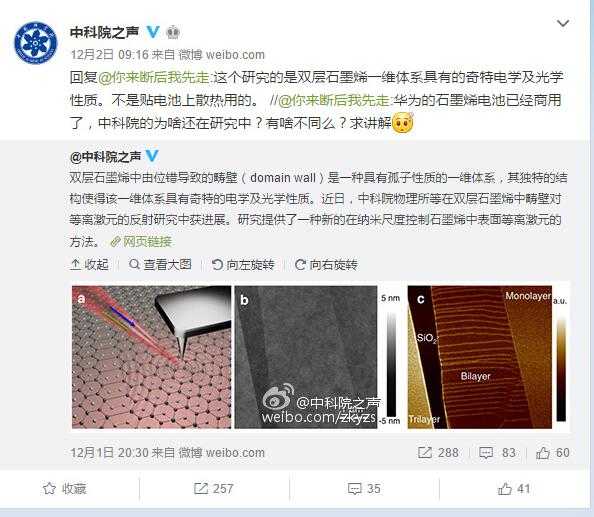 中科院之声
12月2日 09:16 来自 微博 weibo.com
回复@你来断后我先走:这个研究的是双层石墨烯一维体系具有的奇特电学及光学
性质。不是贴电池上散热用的。 //@你来断后我先走:华为的石墨烯电池已经商用
了，中科院的为啥还在研究中？有啥不同么？求讲解
@中科院之声
双层石墨烯中由位错导致的畴壁（domain wall）是一种具有孤子性质的一维体系，其独特的结
构使得该一维体系具有奇特的电学及光学性质。近日，中科院物理所等在双层石墨烯中畴壁对
等离激元的反射研究中获进展。研究提供了一种新的在纳米尺度控制石墨烯中表面等离激元的
方法。 网页链接
收起 查看大图 向左旋转 向右旋转
a b 5 nm c Monolayer a.u.
SiO2
Bilayer
@中科院之声
weibo.com/zkyzs -5 nm Trilayer
12月1日 20:30 来自 微博 weibo.com 288 83 60
收藏 257 35 41